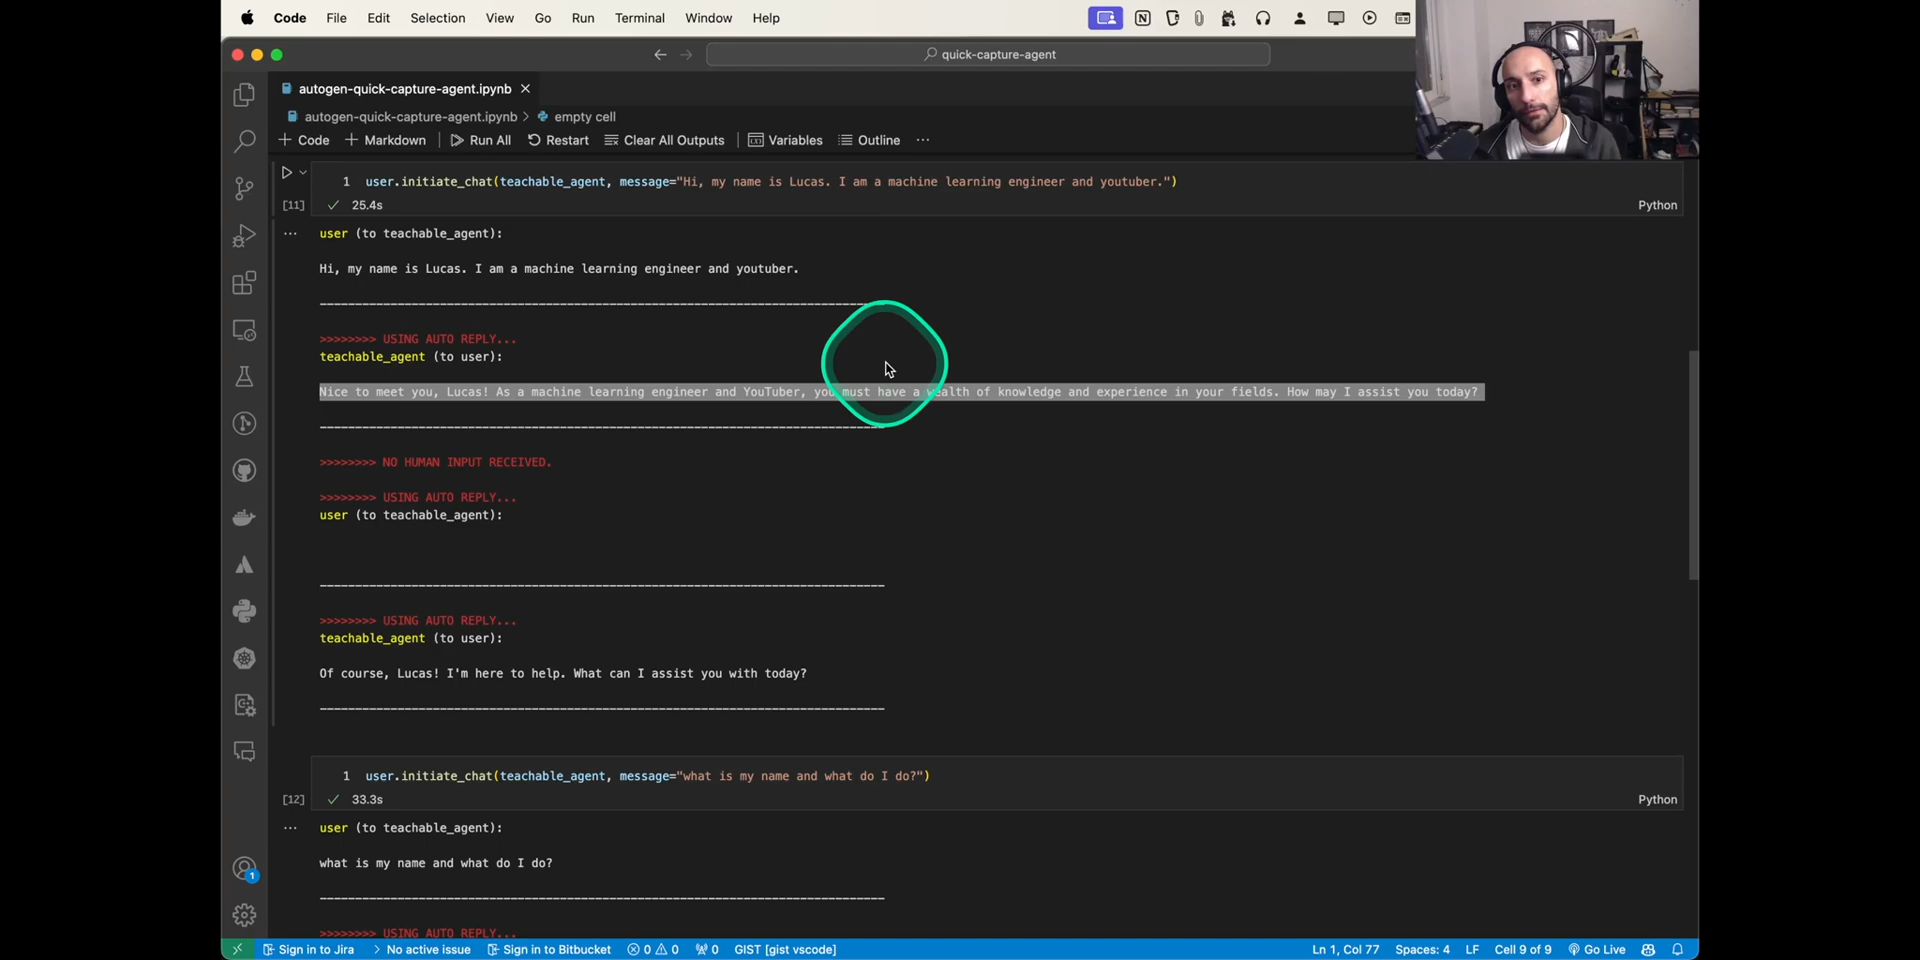 Code File Edit Selection View Go Run Terminal Window Help
quick-capture-agent
autogen-quick-capture-agent.ipynb
autogen-quick-capture-agent.ipynb > empty cell
+ Code + Markdown Run All Restart Clear All Outputs Variables Outline ...
1 user.initiate_chat(teachable_agent, message="Hi, my name is Lucas. I am a machine learning engineer and youtuber.")
[11] 25.4s Python
user (to teachable_agent):
Hi, my name is Lucas. I am a machine learning engineer and youtuber.
--------------------------------------------------------------------------------
>>>>>>>> USING AUTO REPLY...
teachable_agent (to user):
Nice to meet you, Lucas! As a machine learning engineer and YouTuber, you must have a wealth of knowledge and experience in your fields. How may I assist you today?
--------------------------------------------------------------------------------
>>>>>>>> NO HUMAN INPUT RECEIVED.
>>>>>>>> USING AUTO REPLY...
user (to teachable_agent):
--------------------------------------------------------------------------------
>>>>>>>> USING AUTO REPLY...
teachable_agent (to user):
Of course, Lucas! I'm here to help. What can I assist you with today?
--------------------------------------------------------------------------------
1 user.initiate_chat(teachable_agent, message="what is my name and what do I do?")
[12] 33.3s Python
user (to teachable_agent):
what is my name and what do I do?
--------------------------------------------------------------------------------
>>>>>>>> USING AUTO REPLY...
1
Sign in to Jira > No active issue Sign in to Bitbucket 0 0 0 GIST [gist vscode] Ln 1, Col 77 Spaces: 4 LF Cell 9 of 9 Go Live